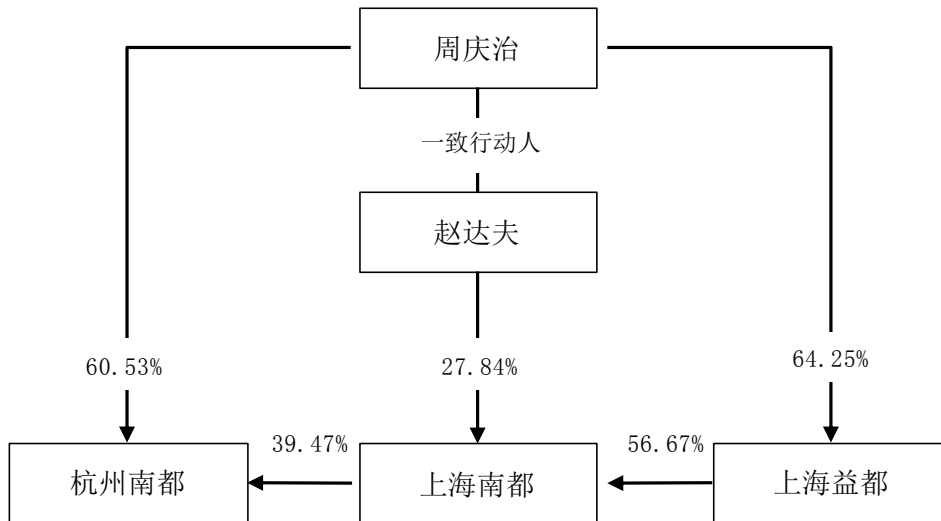 周庆治
一致行动人
赵达夫
60.53%
27.84%
64.25%
39.47%
56.67%
杭州南都
上海南都
上海益都